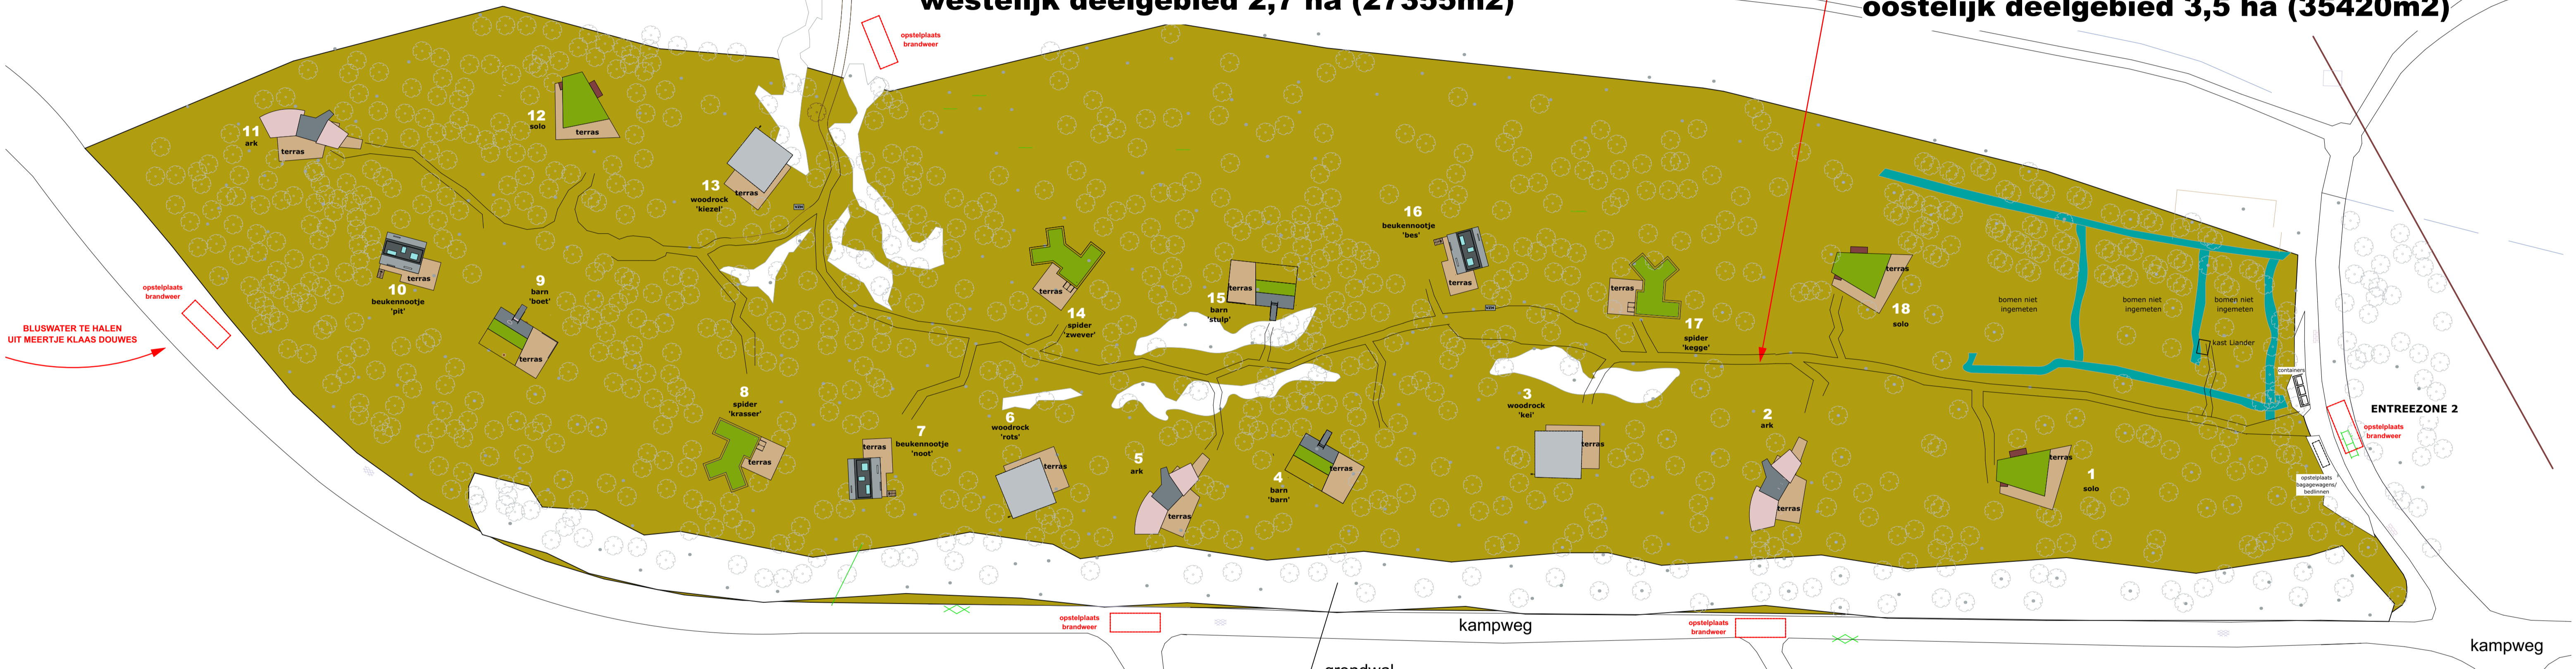 westelijk deelgebied 2,7 ha (27355m2)
oostelijk deelgebied 3,5 ha (35420m2)
opstelplaats
brandweer
11
ark
terras
12
solo
terras
13
woodrock
'kiezel'
terras
10
beukennootje
'pit'
terras
9
barn
'boet'
terras
opstelplaats
brandweer
BLUSWATER TE HALEN
UIT MEERTJE KLAAS DOUWES
14
spider
'zwever'
terras
15
barn
'stulp'
terras
16
beukennootje
'bes'
terras
17
spider
'kegge'
terras
18
solo
terras
bomen niet
ingemeten
bomen niet
ingemeten
bomen niet
ingemeten
kast Liander
containers
ENTREEZONE 2
opstelplaats
brandweer
opstelplaats
bagagewagens/
bedlinnen
8
spider
'krasser'
terras
7
beukennootje
'noot'
terras
6
woodrock
'rots'
terras
5
ark
terras
4
barn
'barn'
terras
3
woodrock
'kei'
terras
2
ark
terras
1
solo
terras
opstelplaats
brandweer
kampweg
opstelplaats
brandweer
kampweg
grondwal